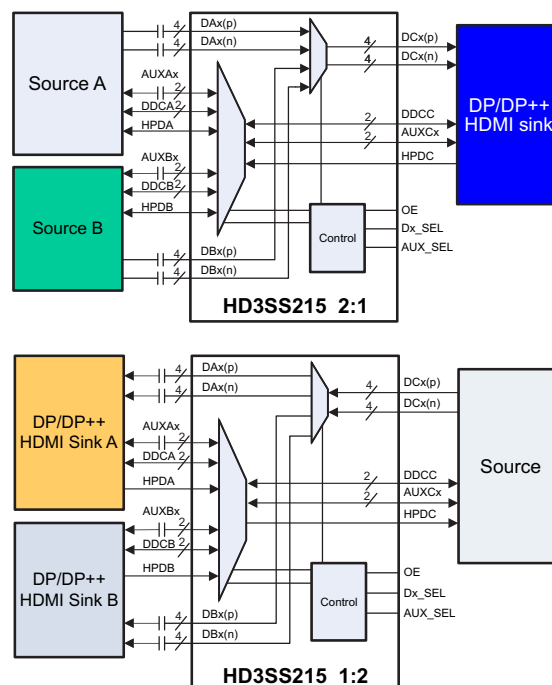 4 DAx(p)
4 DAx(n)
4 DCx(p)
4 DCx(n)
Source A
AUXAx
2
DDCA 2
HPDA
DP/DP++
HDMI sink
2 DDCC
2 AUXCx
HPDC
AUXBx
2
DDCB 2
HPDB
Source B
Control
OE
Dx_SEL
AUX_SEL
4 DBx(p)
4 DBx(n)
HD3SS215 2:1
4 DAx(p)
4 DAx(n)
4 DCx(p)
4 DCx(n)
DP/DP++
HDMI Sink A
AUXAx
2
DDCA 2
HPDA
Source
2 DDCC
2 AUXCx
HPDC
AUXBx
2
DDCB 2
HPDB
DP/DP++
HDMI Sink B
Control
OE
Dx_SEL
AUX_SEL
4 DBx(p)
4 DBx(n)
HD3SS215 1:2